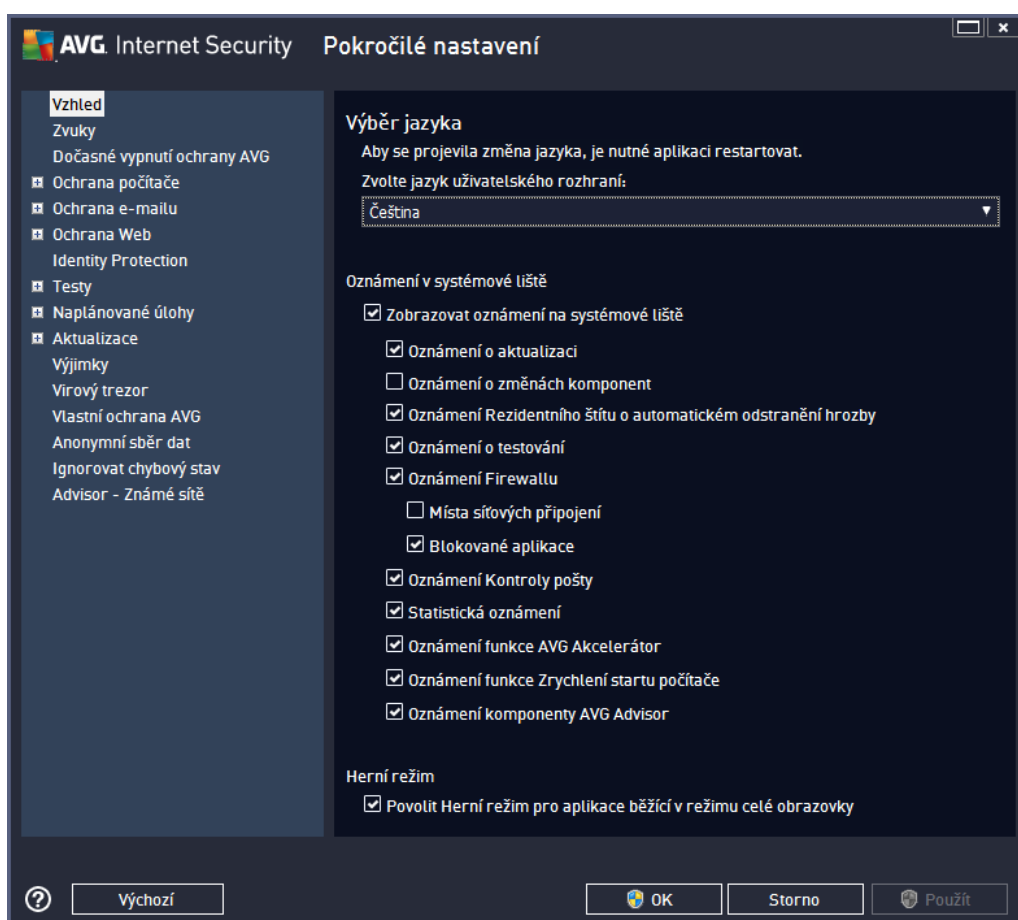 AVG. Internet Security Pokročilé nastavení
Vzhled
Zvuky
Dočasné vypnutí ochrany AVG
Ochrana počítače
Ochrana e-mailu
Ochrana Web
Identity Protection
Testy
Naplánované úlohy
Aktualizace
Výjimky
Virový trezor
Vlastní ochrana AVG
Anonymní sběr dat
Ignorovat chybový stav
Advisor - Známé sítě
Výběr jazyka
Aby se projevila změna jazyka, je nutné aplikaci restartovat.
Zvolte jazyk uživatelského rozhraní:
Čeština
Oznámení v systémové liště
Zobrazovat oznámení na systémové liště
Oznámení o aktualizaci
Oznámení o změnách komponent
Oznámení Rezidentního štítu o automatickém odstranění hrozby
Oznámení o testování
Oznámení Firewallu
Místa síťových připojení
Blokované aplikace
Oznámení Kontroly pošty
Statistická oznámení
Oznámení funkce AVG Akcelerátor
Oznámení funkce Zrychlení startu počítače
Oznámení komponenty AVG Advisor
Herní režim
Povolit Herní režim pro aplikace běžící v režimu celé obrazovky
? Výchozí OK Storno Použít